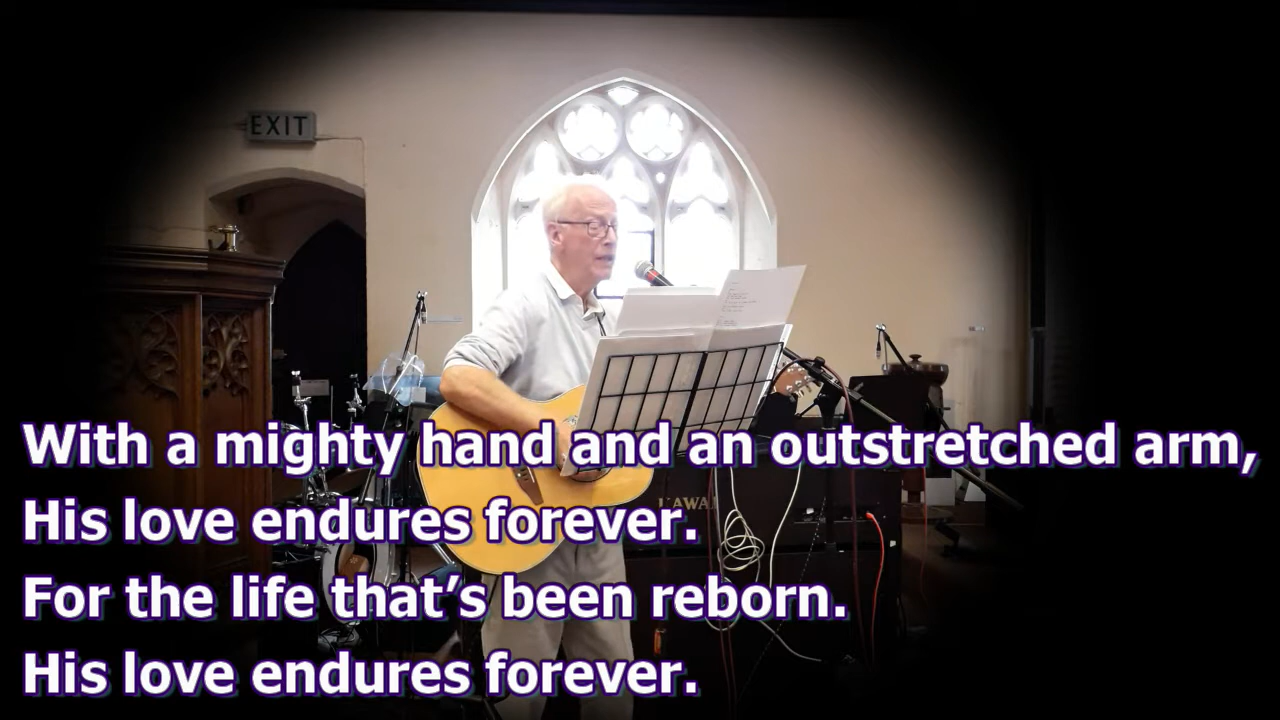 EXIT
With a mighty hand and an outstretched arm,
His love endures forever.
For the life that’s been reborn.
His love endures forever.
KAWAI